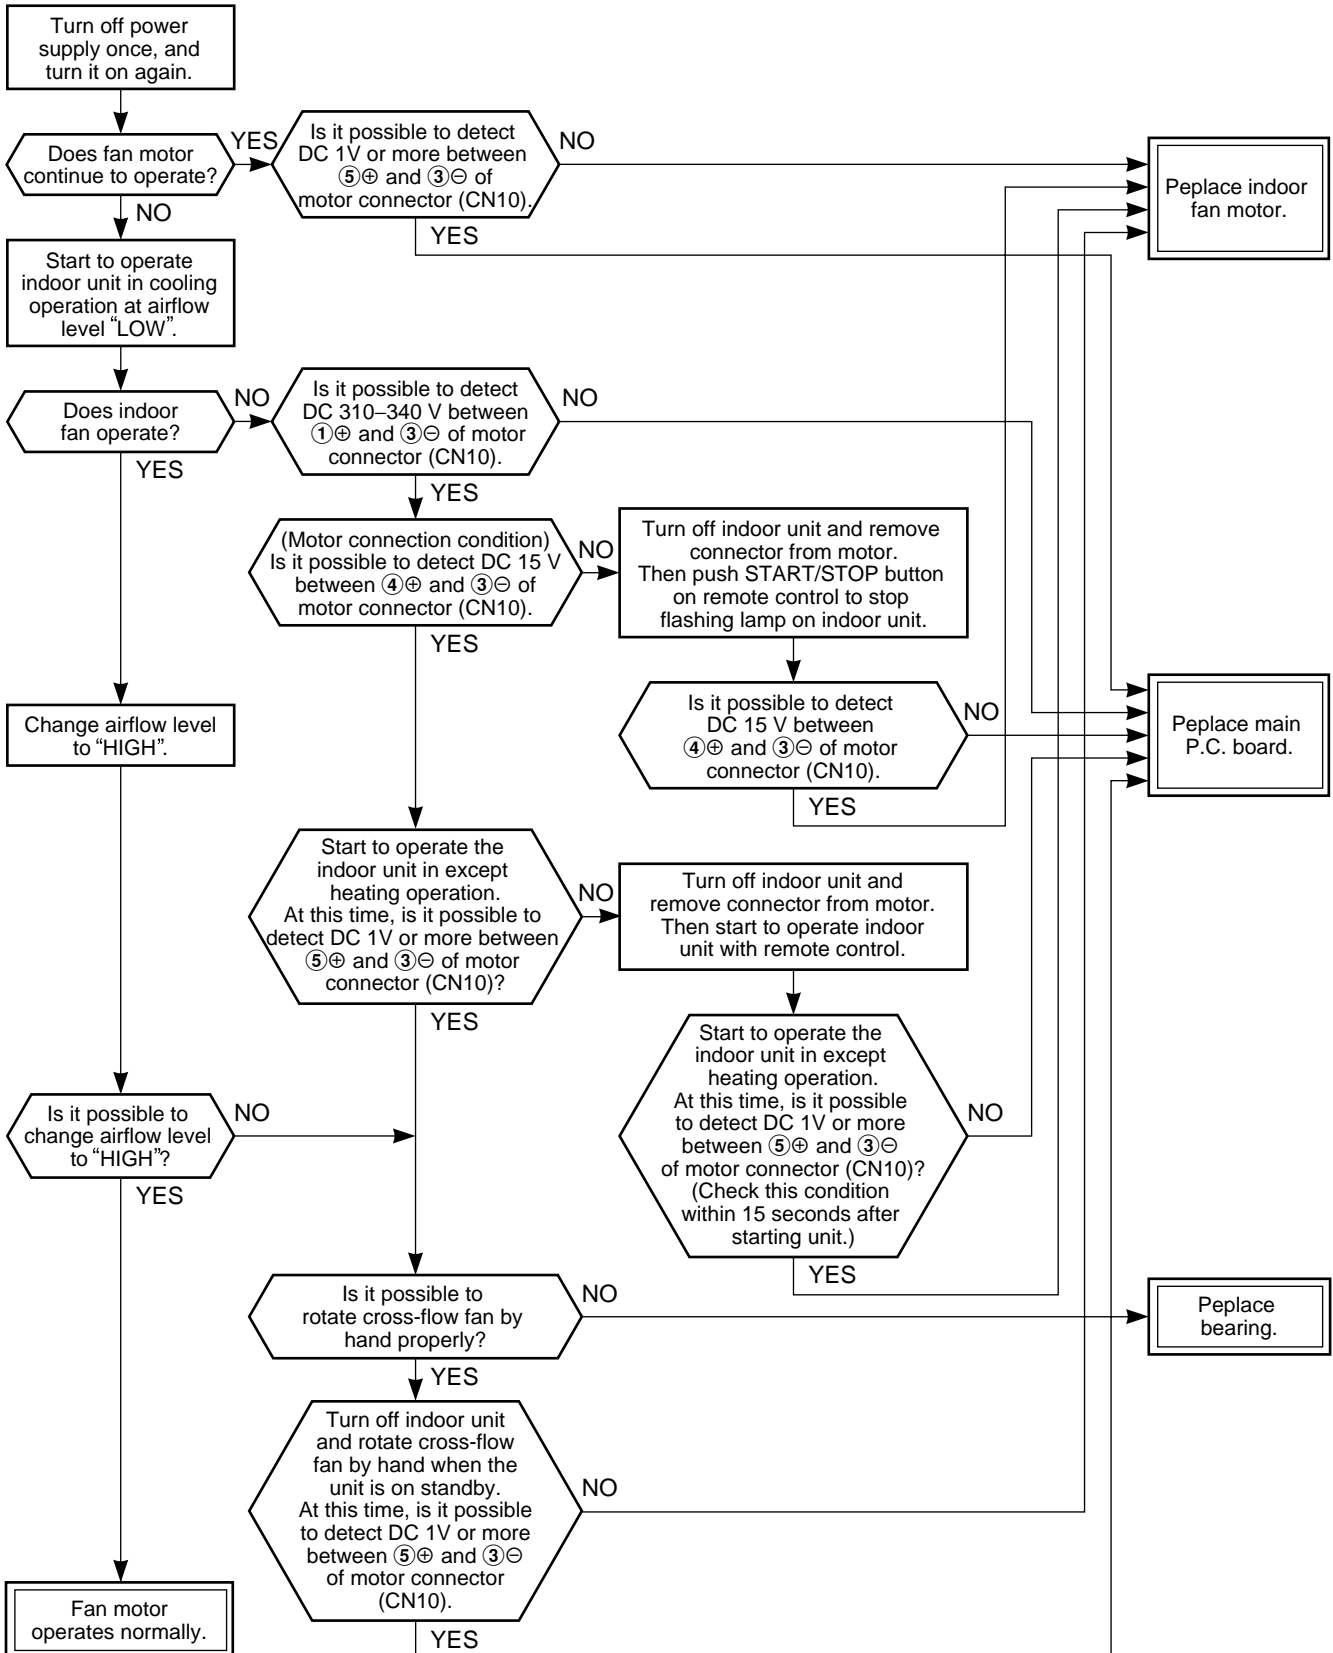 Turn off power
supply once, and
turn it on again.
Does fan motor
continue to operate?
YES
NO
Is it possible to detect
DC 1V or more between
⑤⊕ and ③⊖ of
motor connector (CN10).
NO
YES
Peplace indoor
fan motor.
Start to operate
indoor unit in cooling
operation at airflow
level “LOW”.
Does indoor
fan operate?
NO
YES
Is it possible to detect
DC 310–340 V between
①⊕ and ③⊖ of motor
connector (CN10).
NO
YES
(Motor connection condition)
Is it possible to detect DC 15 V
between ④⊕ and ③⊖ of
motor connector (CN10).
NO
YES
Turn off indoor unit and remove
connector from motor.
Then push START/STOP button
on remote control to stop
flashing lamp on indoor unit.
Is it possible to detect
DC 15 V between
④⊕ and ③⊖ of motor
connector (CN10).
NO
YES
Peplace main
P.C. board.
Change airflow level
to “HIGH”.
Start to operate the
indoor unit in except
heating operation.
At this time, is it possible to
detect DC 1V or more between
⑤⊕ and ③⊖ of motor
connector (CN10)?
NO
YES
Turn off indoor unit and
remove connector from motor.
Then start to operate indoor
unit with remote control.
Start to operate the
indoor unit in except
heating operation.
At this time, is it possible
to detect DC 1V or more
between ⑤⊕ and ③⊖
of motor connector (CN10)?
(Check this condition
within 15 seconds after
starting unit.)
NO
YES
Is it possible to
change airflow level
to “HIGH”?
NO
YES
Is it possible to
rotate cross-flow fan by
hand properly?
NO
YES
Peplace
bearing.
Turn off indoor unit
and rotate cross-flow
fan by hand when the
unit is on standby.
At this time, is it possible
to detect DC 1V or more
between ⑤⊕ and ③⊖
of motor connector
(CN10).
NO
YES
Fan motor
operates normally.